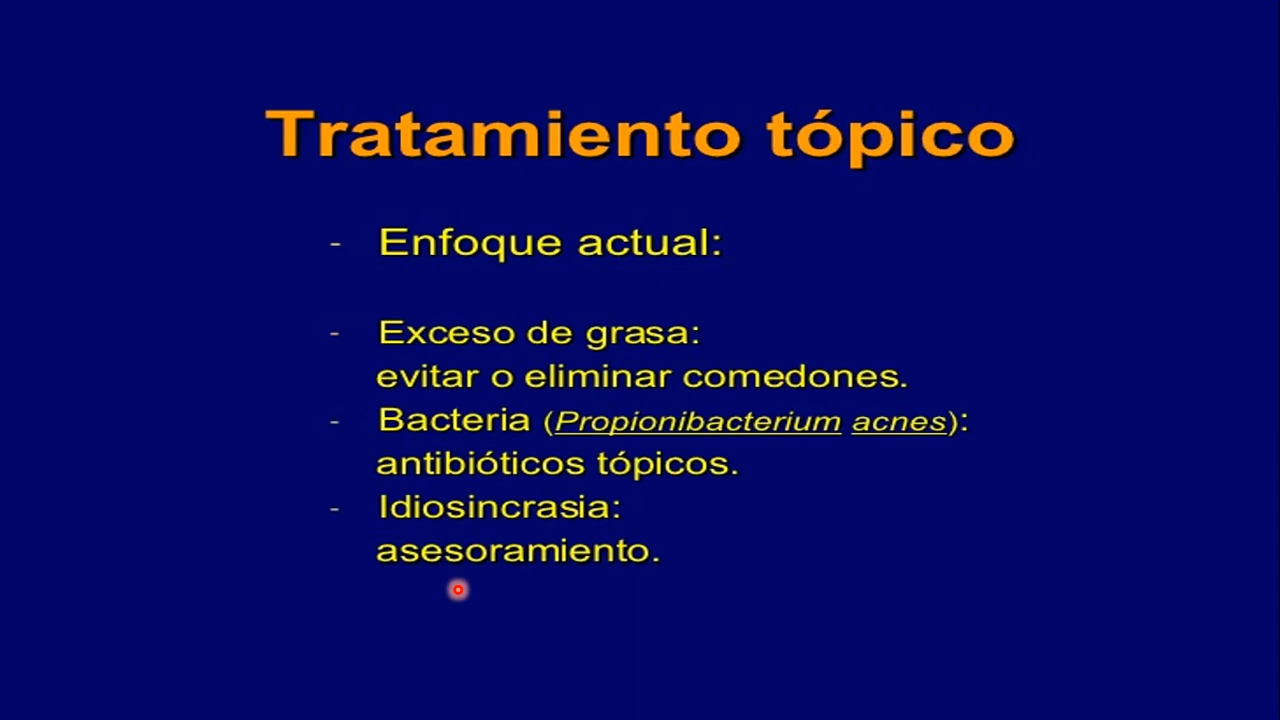 Tratamiento tópico
- Enfoque actual:
- Exceso de grasa:
evitar o eliminar comedones.
- Bacteria (Propionibacterium acnes):
antibióticos tópicos.
- Idiosincrasia:
asesoramiento.